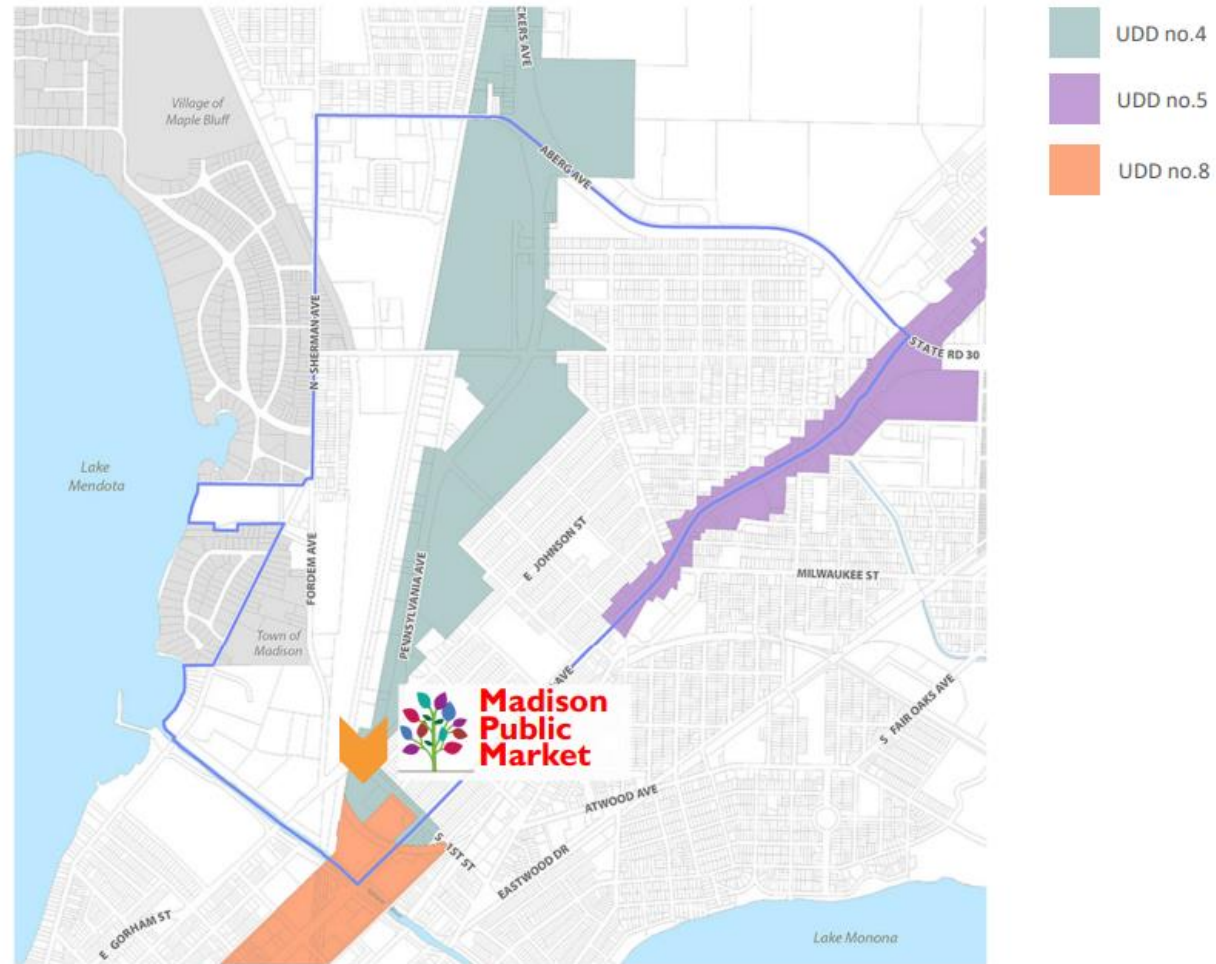 CKERS AVE
UDD no.4
UDD no.5
UDD no.8
Village of
Maple Bluff
ABERG AVE
N SHERMAN AVE
STATE RD 30
Lake
Mendota
E JOHNSON ST
FORDEM AVE
PENNSYLVANIA AVE
MILWAUKEE ST
Town of
Madison
AVE
S FAIR OAKS AVE
Madison
Public
Market
ATWOOD AVE
S 1ST ST
EASTWOOD DR
E GORHAM ST
Lake Monona